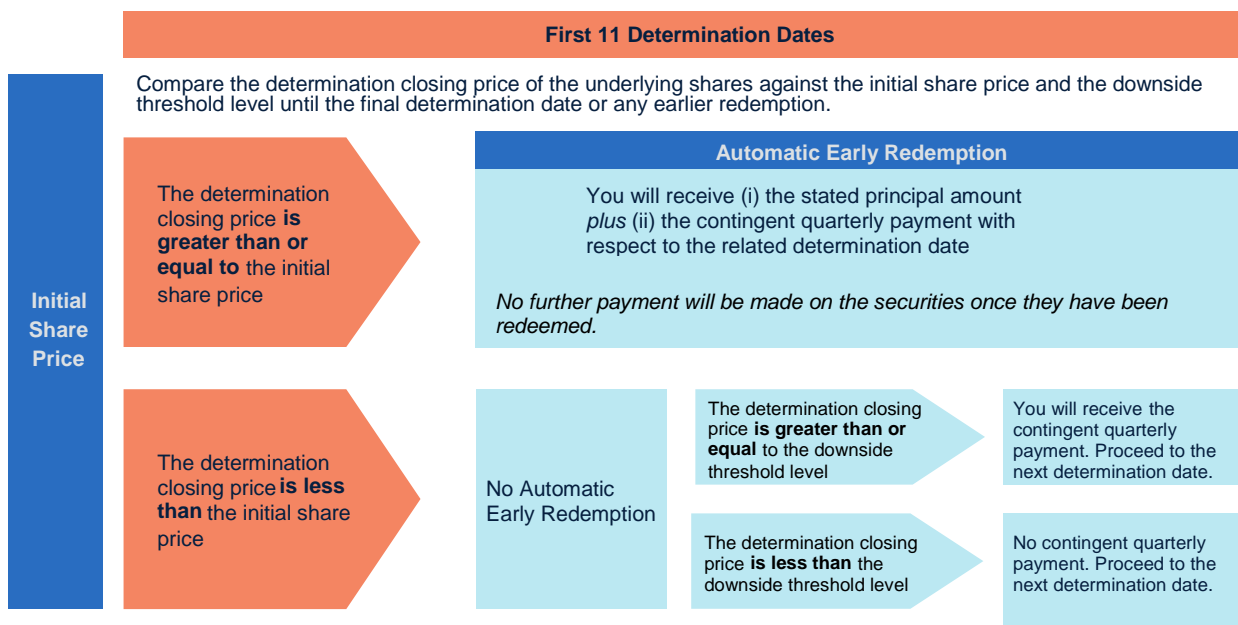 First 11 Determination Dates
Compare the determination closing price of the underlying shares against the initial share price and the downside
threshold level until the final determination date or any earlier redemption.
Initial
Share
Price
The determination
closing price is
greater than or
equal to the initial
share price
Automatic Early Redemption
You will receive (i) the stated principal amount
plus (ii) the contingent quarterly payment with
respect to the related determination date
No further payment will be made on the securities once they have been
redeemed.
The determination
closing price is less
than the initial share
price
No Automatic
Early Redemption
The determination closing
price is greater than or
equal to the downside
threshold level
You will receive the
contingent quarterly
payment. Proceed to the
next determination date.
The determination closing
price is less than the
downside threshold level
No contingent quarterly
payment. Proceed to the
next determination date.